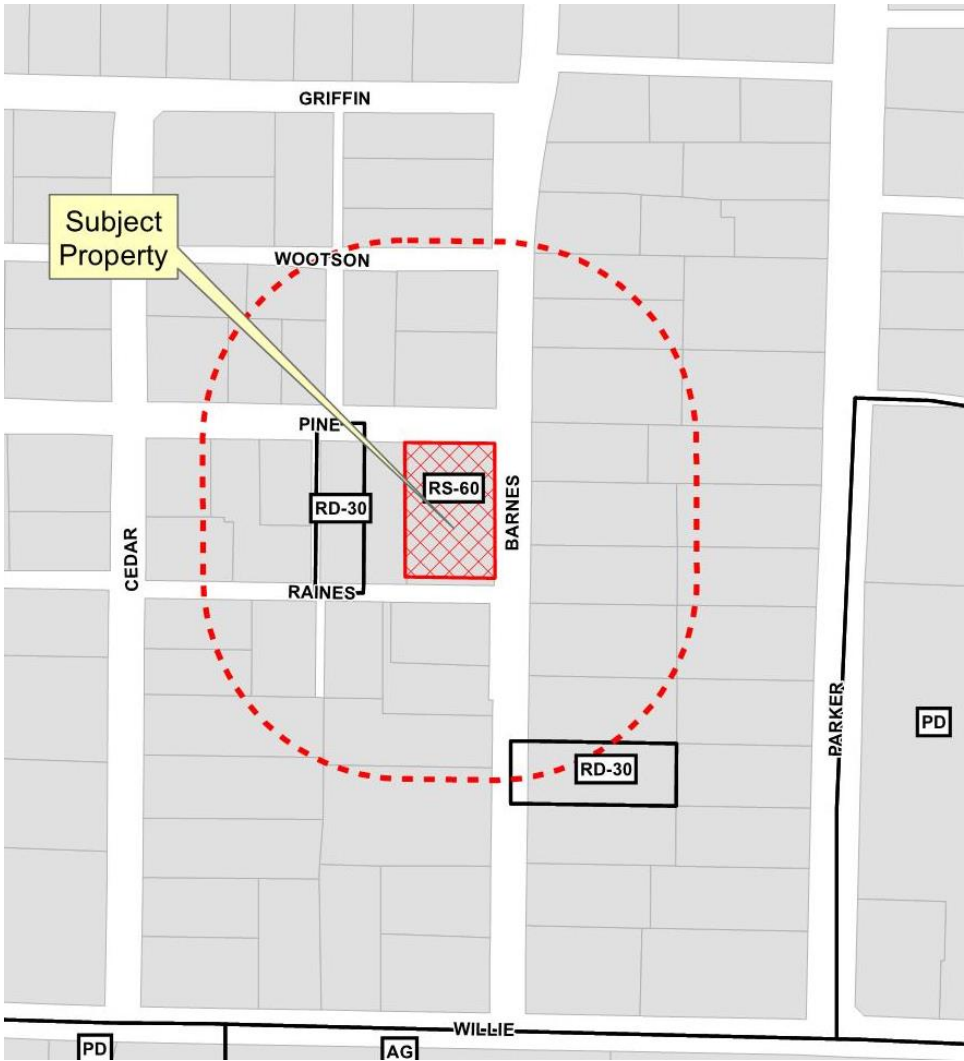 GRIFFIN
Subject
Property
WOOTSON
PINE
RS-60
RD-30
BARNES
CEDAR
RAINES
PARKER
PD
RD-30
WILLIE
PD
AG